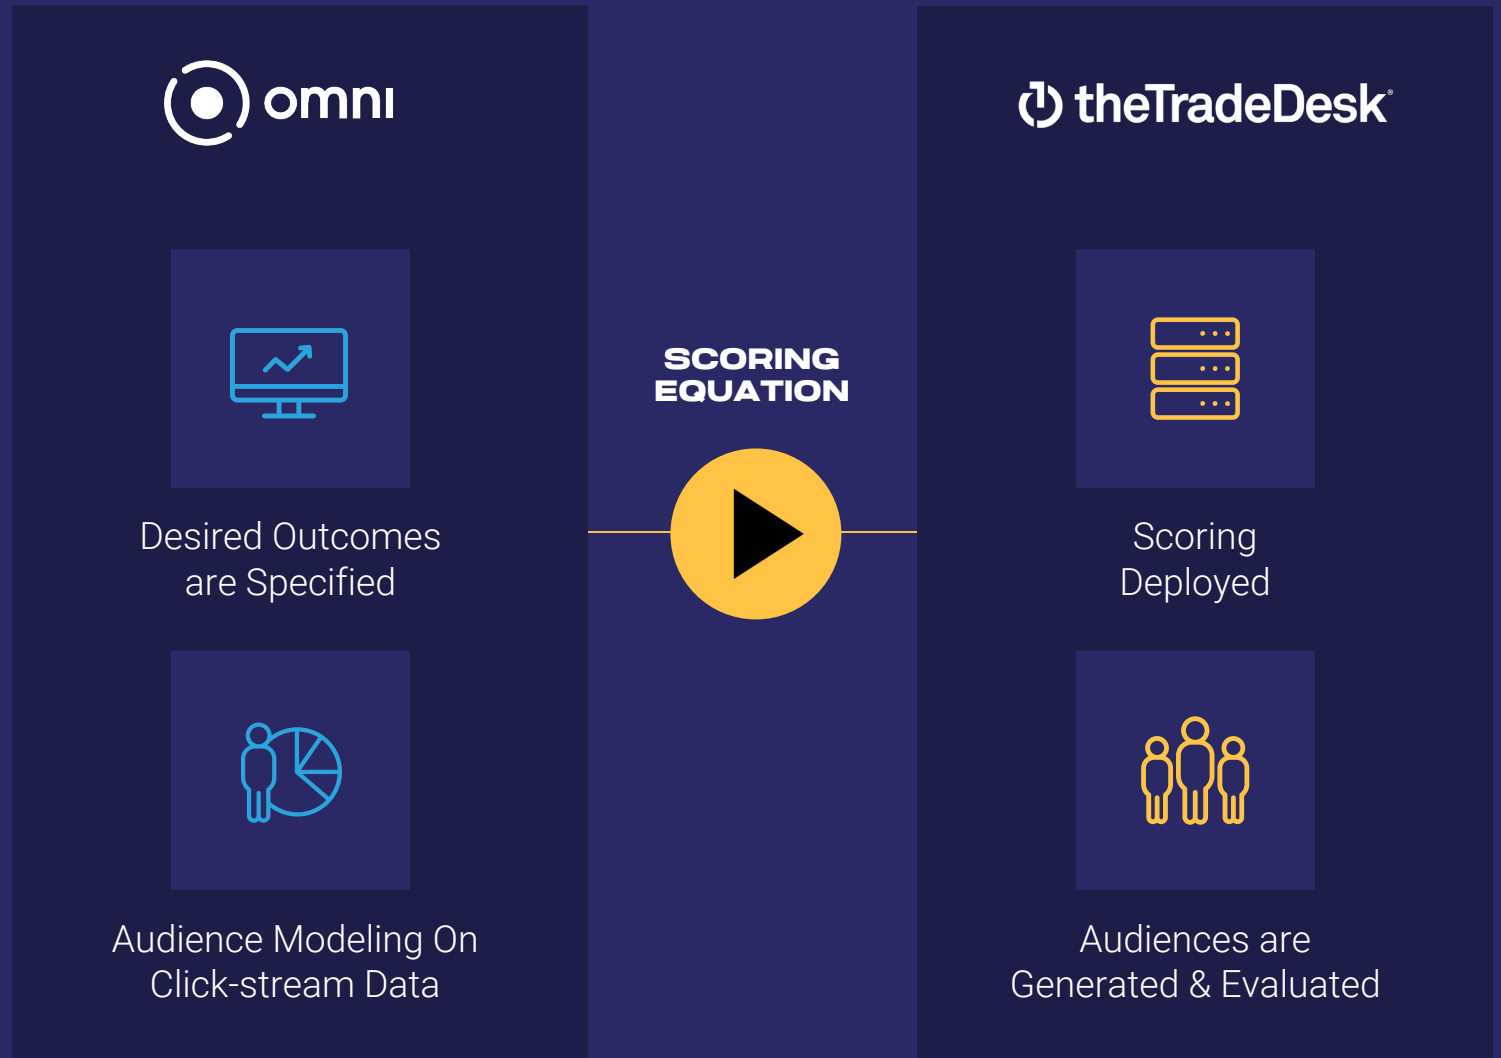 omni
theTradeDesk®
SCORING
EQUATION
Desired Outcomes
are Specified
Scoring
Deployed
Audience Modeling On
Click-stream Data
Audiences are
Generated & Evaluated